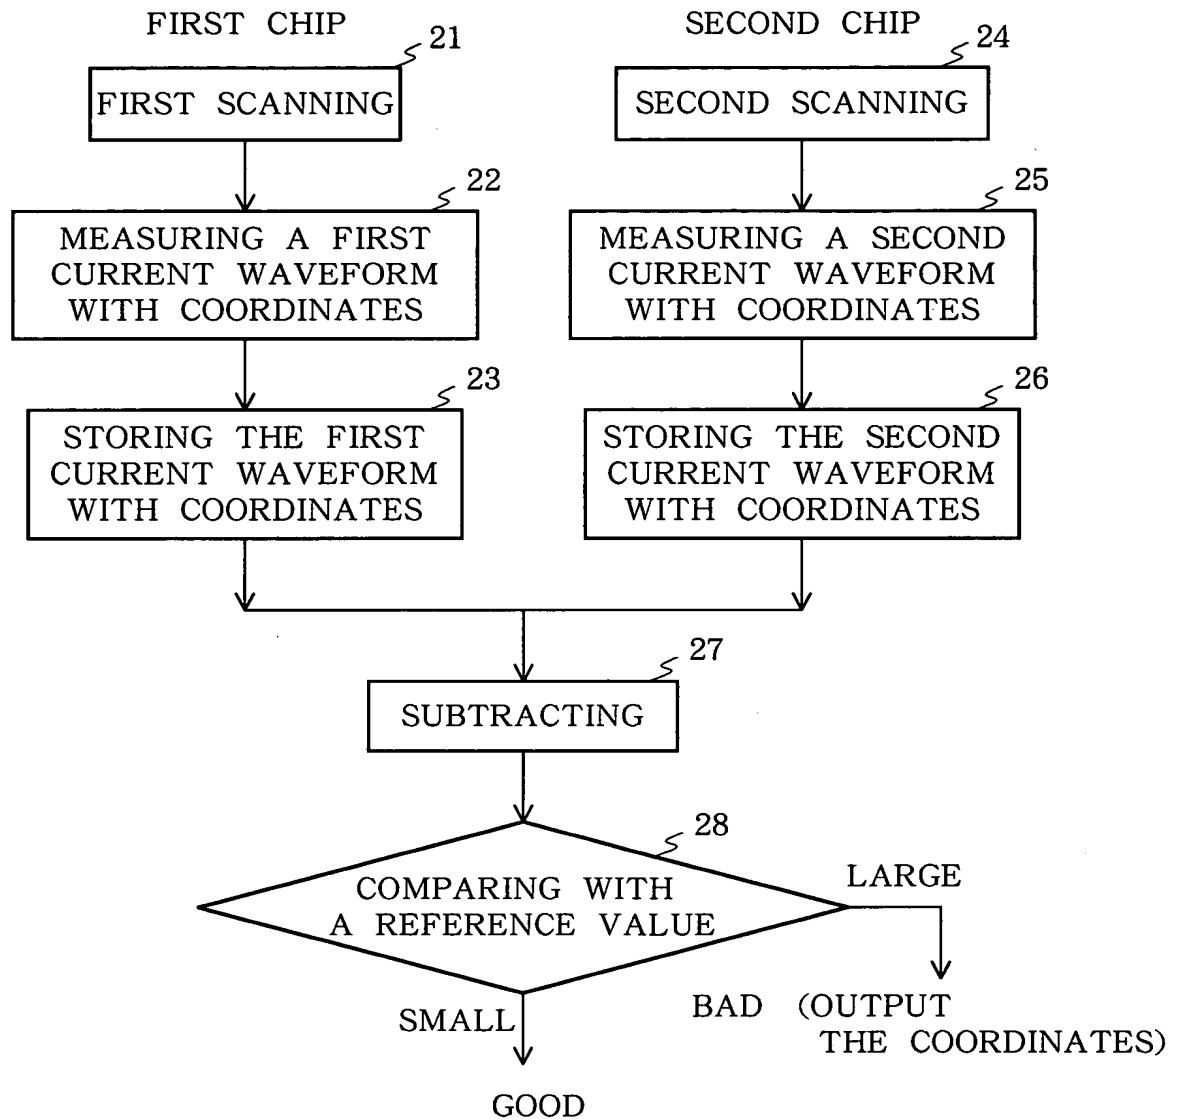 FIRST CHIP
21
FIRST SCANNING
22
MEASURING A FIRST
CURRENT WAVEFORM
WITH COORDINATES
23
STORING THE FIRST
CURRENT WAVEFORM
WITH COORDINATES
SECOND CHIP
24
SECOND SCANNING
25
MEASURING A SECOND
CURRENT WAVEFORM
WITH COORDINATES
26
STORING THE SECOND
CURRENT WAVEFORM
WITH COORDINATES
27
SUBTRACTING
28
COMPARING WITH
A REFERENCE VALUE
LARGE
BAD (OUTPUT
THE COORDINATES)
SMALL
GOOD